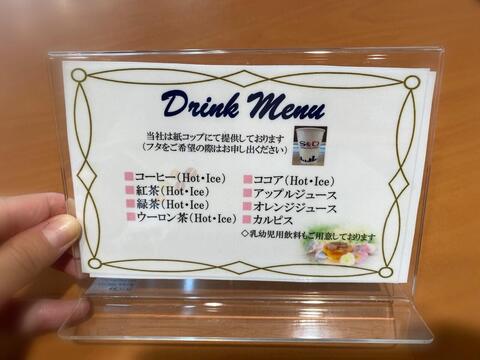 Drink Menu
当社は紙コップにて提供しております
(フタをご希望の際はお申し出ください)
■コーヒー(Hot・Ice)
■紅茶(Hot・Ice)
■緑茶(Hot・Ice)
■ウーロン茶(Hot・Ice)
■ココア(Hot・Ice)
■アップルジュース
■オレンジジュース
■カルピス
◇乳幼児用飲料もご用意しております